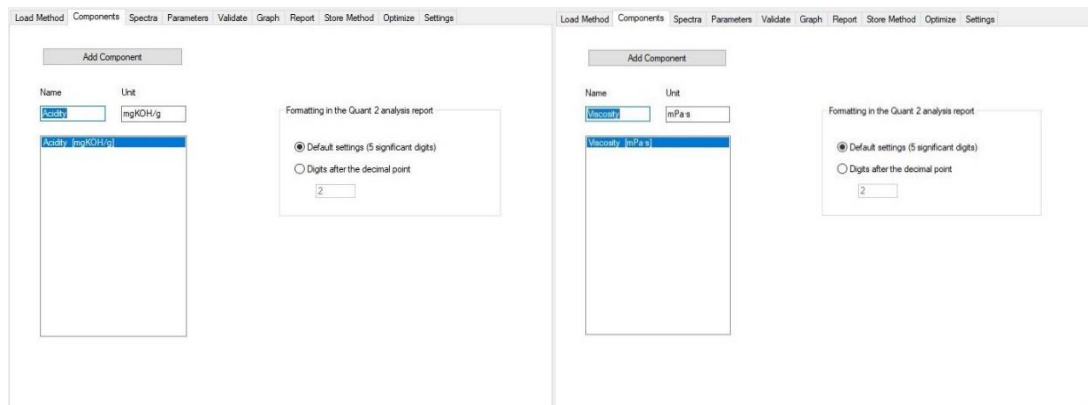 Load Method Components Spectra Parameters Validate Graph Report Store Method Optimize Settings
Add Component
Name Unit
Acidity mgKOH/g
Acidity [mgKOH/g]
Formatting in the Quant 2 analysis report
Default settings (5 significant digits)
Digits after the decimal point
2
Load Method Components Spectra Parameters Validate Graph Report Store Method Optimize Settings
Add Component
Name Unit
Viscosity mPa·s
Viscosity [mPa·s]
Formatting in the Quant 2 analysis report
Default settings (5 significant digits)
Digits after the decimal point
2